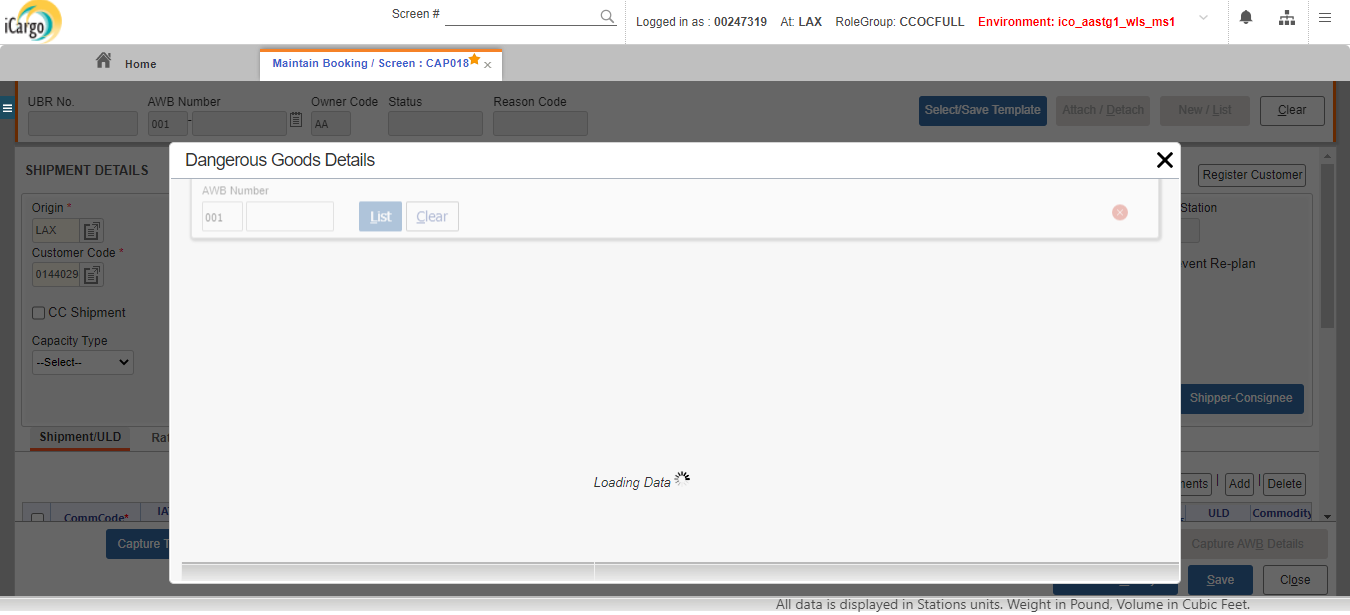 iCargo
Screen #
Logged in as : 00247319 At: LAX RoleGroup: CCOCFULL Environment: ico_aastg1_wls_ms1
Home
Maintain Booking / Screen : CAP018
UBR No.
AWB Number
Owner Code
Status
Reason Code
001
-
AA
Select/Save Template
Attach / Detach
New / List
Clear
Dangerous Goods Details
SHIPMENT DETAILS
Register Customer
AWB Number
001
List
Clear
Origin *
Station
LAX
Customer Code *
vent Re-plan
0144029
CC Shipment
Capacity Type
--Select--
Shipper-Consignee
Shipment/ULD
Rat
Loading Data
nents | Add | Delete
CommCode*
IA
ULD
Commodity
Capture T
Capture AWB Details
Save
Close
All data is displayed in Stations units. Weight in Pound, Volume in Cubic Feet.